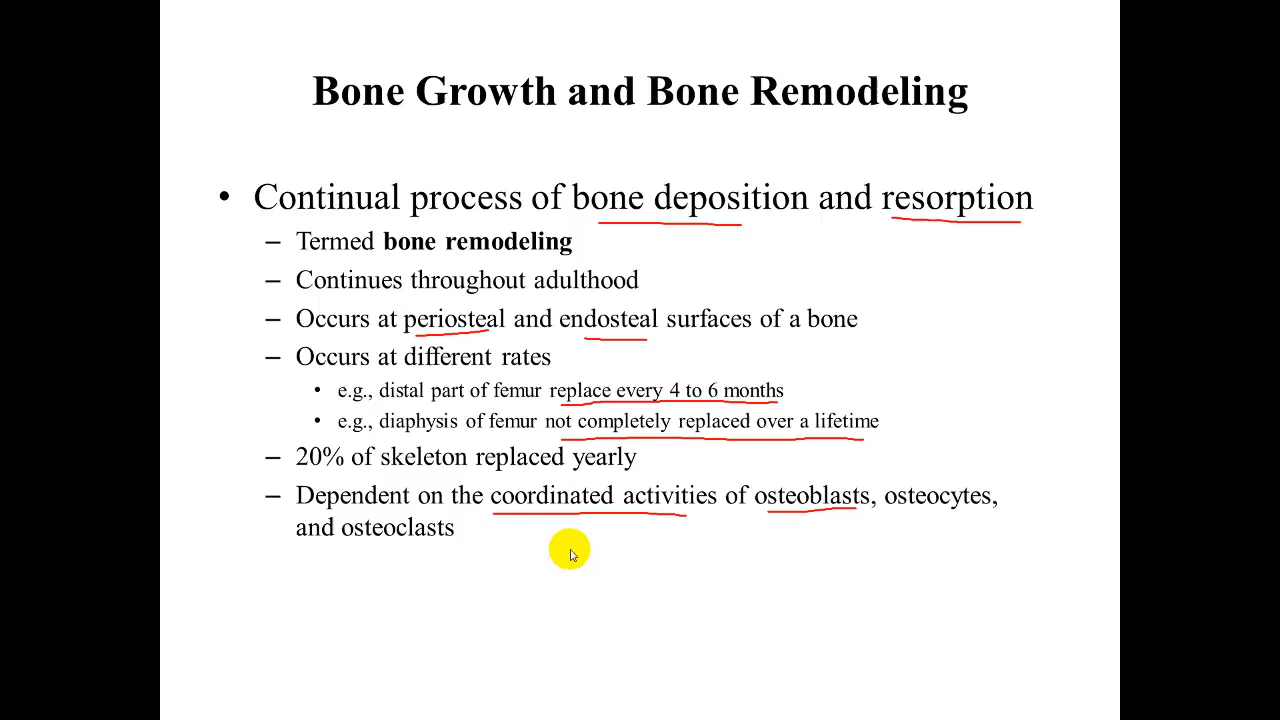 Bone Growth and Bone Remodeling
• Continual process of bone deposition and resorption
– Termed bone remodeling
– Continues throughout adulthood
– Occurs at periosteal and endosteal surfaces of a bone
– Occurs at different rates
• e.g., distal part of femur replace every 4 to 6 months
• e.g., diaphysis of femur not completely replaced over a lifetime
– 20% of skeleton replaced yearly
– Dependent on the coordinated activities of osteoblasts, osteocytes,
and osteoclasts